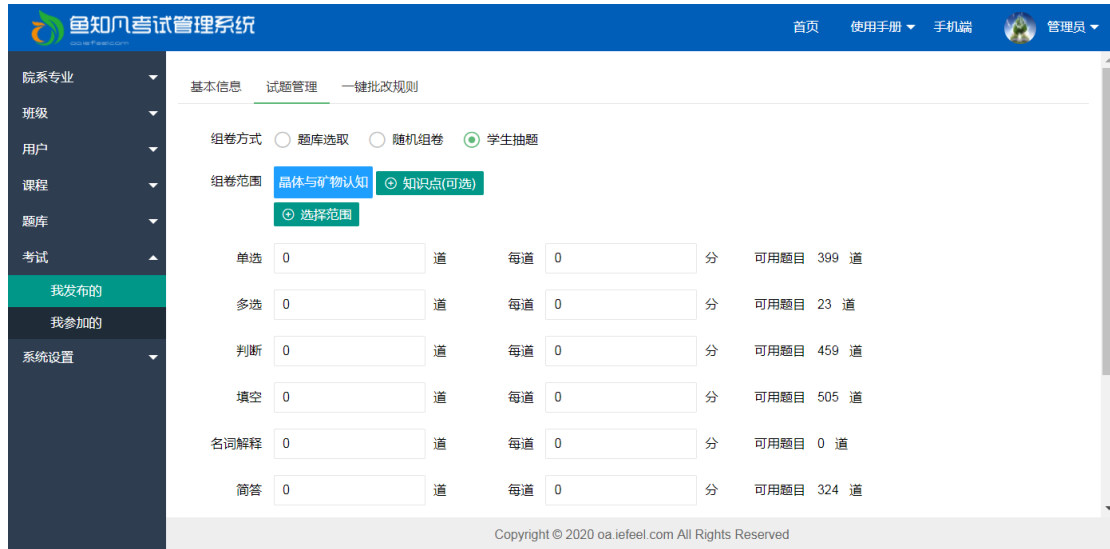 鱼知凡考试管理系统 首页 使用手册 手机端 管理员
oa.iefeel.com
院系专业
班级
用户
课程
题库
考试
我发布的
我参加的
系统设置
基本信息 试题管理 一键批改规则
组卷方式 题库选取 随机组卷 学生抽题
组卷范围 晶体与矿物认知 知识点(可选)
选择范围
单选 0 道 每道 0 分 可用题目 399 道
多选 0 道 每道 0 分 可用题目 23 道
判断 0 道 每道 0 分 可用题目 459 道
填空 0 道 每道 0 分 可用题目 505 道
名词解释 0 道 每道 0 分 可用题目 0 道
简答 0 道 每道 0 分 可用题目 324 道
Copyright © 2020 oa.iefeel.com All Rights Reserved